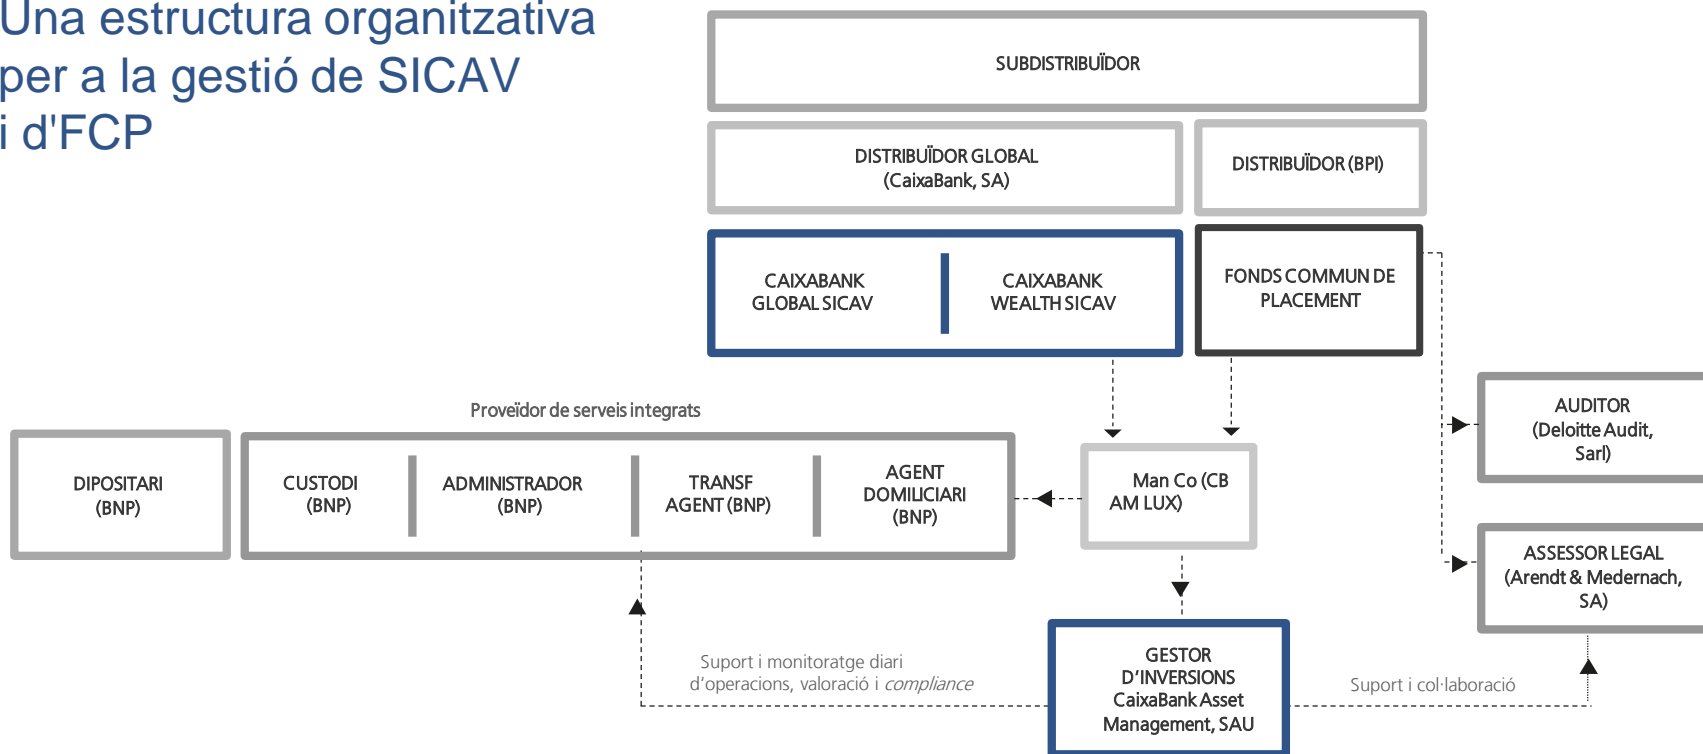 Una estructura organitzativa
per a la gestió de SICAV
i d'FCP
SUBDISTRIBUÏDOR
DISTRIBUÏDOR GLOBAL
(CaixaBank, SA)
DISTRIBUÏDOR (BPI)
CAIXABANK
GLOBAL SICAV
CAIXABANK
WEALTH SICAV
FONDS COMMUN DE
PLACEMENT
Proveïdor de serveis integrats
DIPOSITARI
(BNP)
CUSTODI
(BNP)
ADMINISTRADOR
(BNP)
TRANSF
AGENT (BNP)
AGENT
DOMILICIARI
(BNP)
Man Co (CB
AM LUX)
AUDITOR
(Deloitte Audit,
Sarl)
ASSESSOR LEGAL
(Arendt & Medernach,
SA)
Suport i monitoratge diari
d'operacions, valoració i compliance
GESTOR
D'INVERSIONS
CaixaBank Asset
Management, SAU
Suport i col·laboració